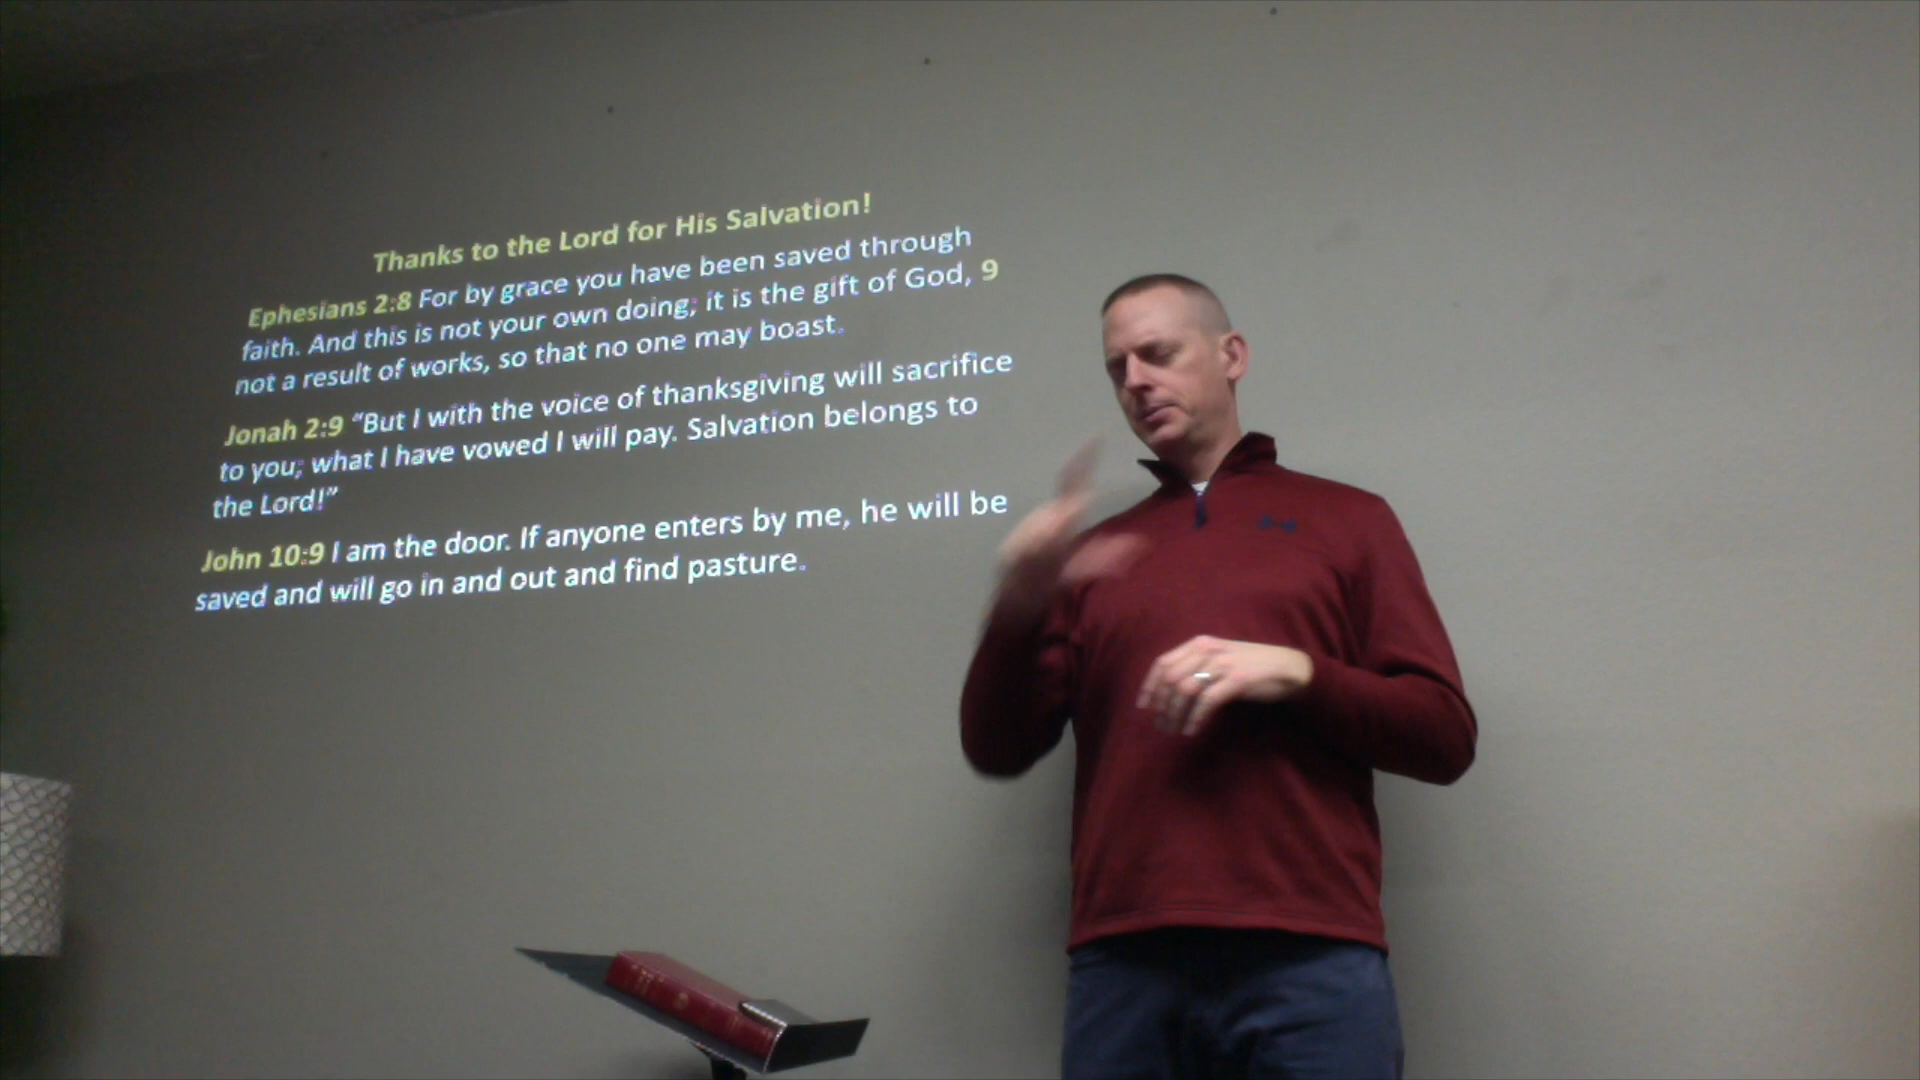 Thanks to the Lord for His Salvation!
Ephesians 2:8 For by grace you have been saved through
faith. And this is not your own doing; it is the gift of God, 9
not a result of works, so that no one may boast.
Jonah 2:9 “But I with the voice of thanksgiving will sacrifice
to you; what I have vowed I will pay. Salvation belongs to
the Lord!”
John 10:9 I am the door. If anyone enters by me, he will be
saved and will go in and out and find pasture.